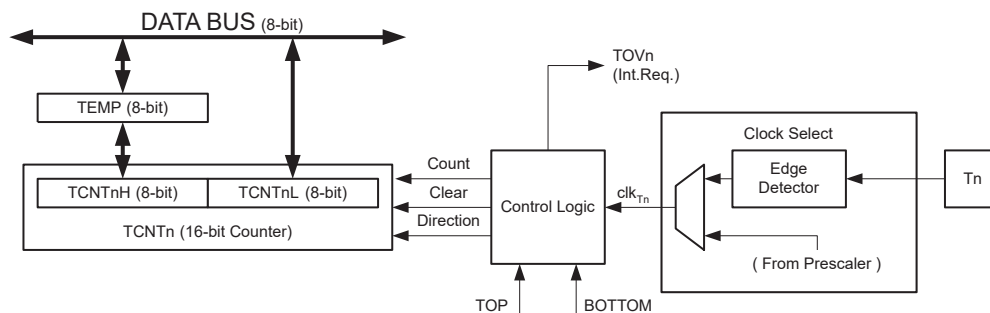 DATA BUS (8-bit)
TOVn
(Int.Req.)
TEMP (8-bit)
Clock Select
Count
Edge
Detector
Tn
TCNTnH (8-bit)
TCNTnL (8-bit)
Clear
Control Logic
clkTn
Direction
TCNTn (16-bit Counter)
( From Prescaler )
TOP
BOTTOM